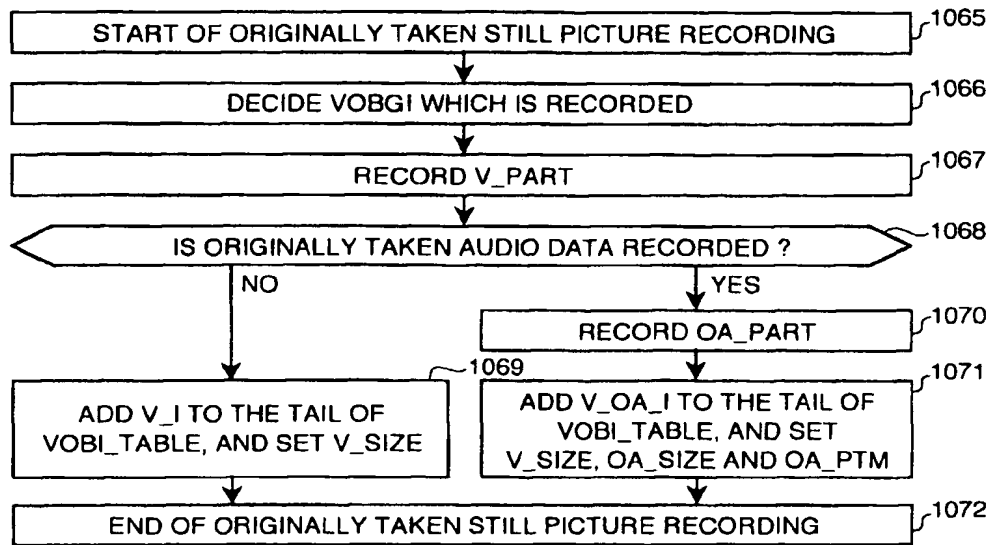 START OF ORIGINALLY TAKEN STILL PICTURE RECORDING
1065
DECIDE VOBGI WHICH IS RECORDED
1066
RECORD V_PART
1067
IS ORIGINALLY TAKEN AUDIO DATA RECORDED ?
1068
NO
YES
RECORD OA_PART
1070
1069
1071
ADD V_I TO THE TAIL OF
VOBI_TABLE, AND SET V_SIZE
ADD V_OA_I TO THE TAIL OF
VOBI_TABLE, AND SET
V_SIZE, OA_SIZE AND OA_PTM
END OF ORIGINALLY TAKEN STILL PICTURE RECORDING
1072